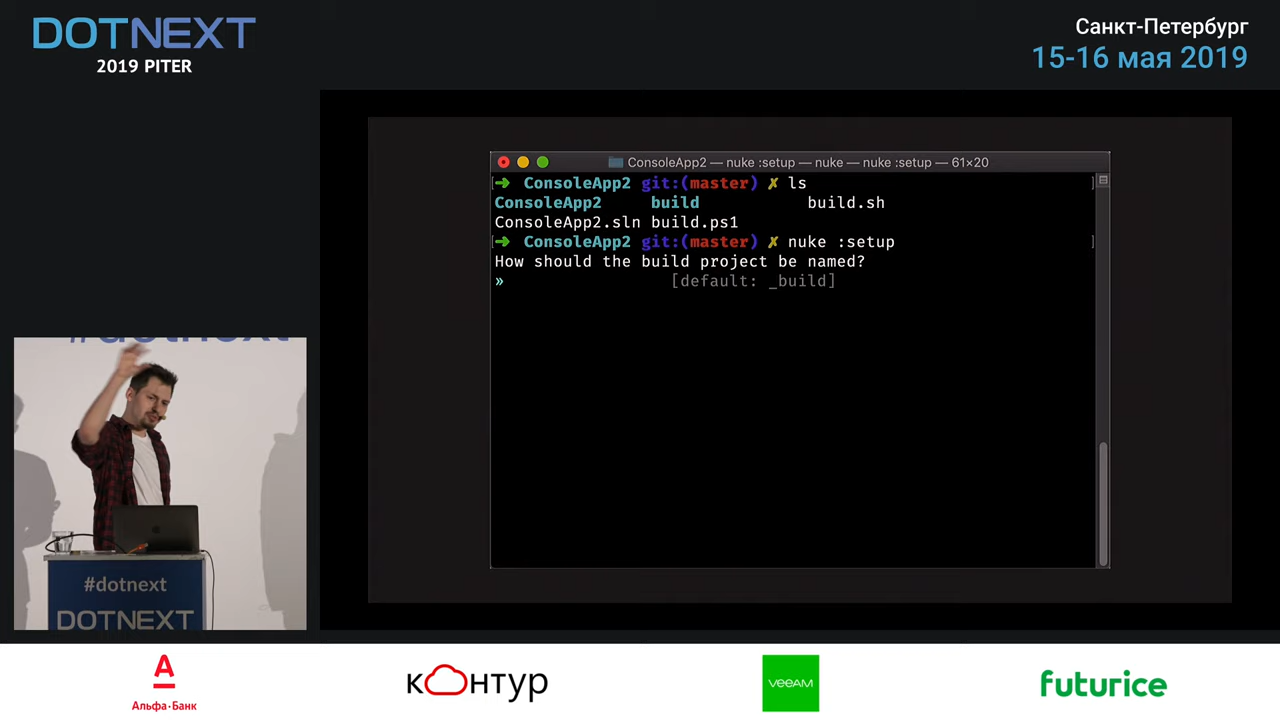 DOTNEXT
2019 PITER
Санкт-Петербург
15-16 мая 2019
ConsoleApp2 — nuke :setup — nuke — nuke :setup — 61×20
[➜ ConsoleApp2 git:(master) ✗ ls ]
ConsoleApp2 build build.sh
ConsoleApp2.sln build.ps1
[➜ ConsoleApp2 git:(master) ✗ nuke :setup ]
How should the build project be named?
» [default: _build]
#dotnext
#dotnext
DOTNEXT
А
Альфа·Банк
контур
veeAM
futurice